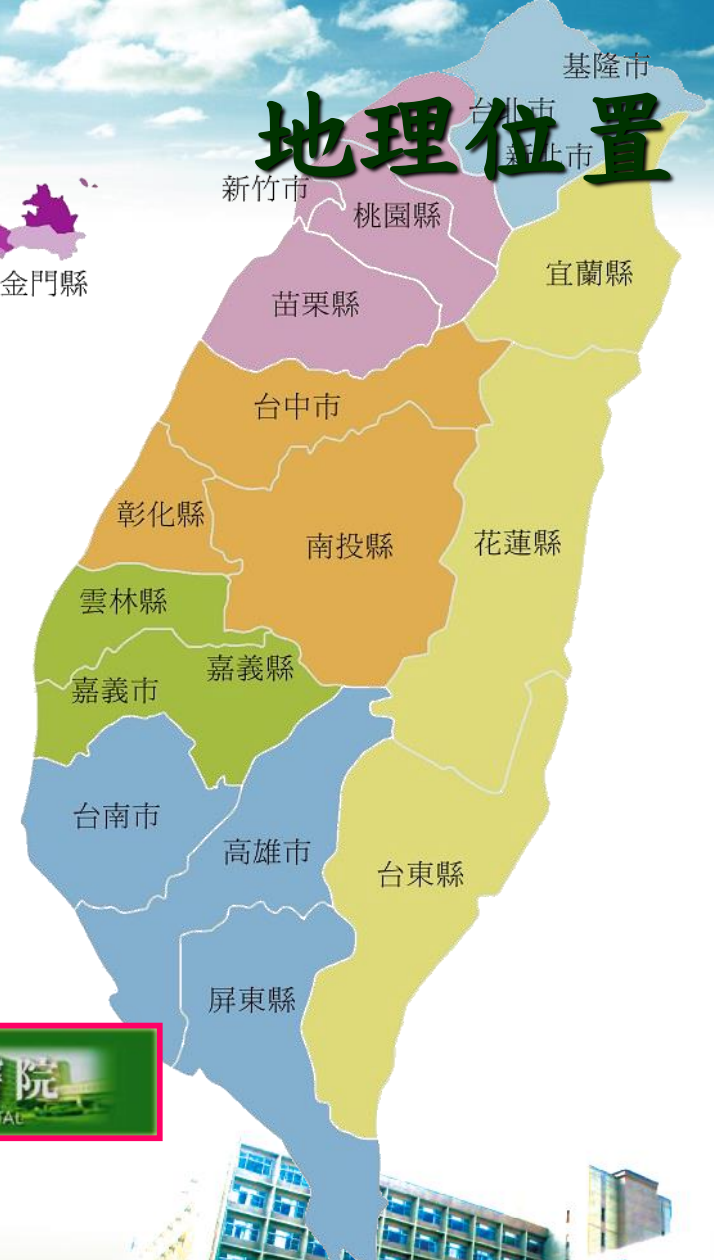 基隆市
台北市
地理位置
新北市
新竹市
桃園縣
金門縣
宜蘭縣
苗栗縣
台中市
彰化縣
南投縣
花蓮縣
雲林縣
嘉義縣
嘉義市
台南市
高雄市
台東縣
屏東縣
院
TAL